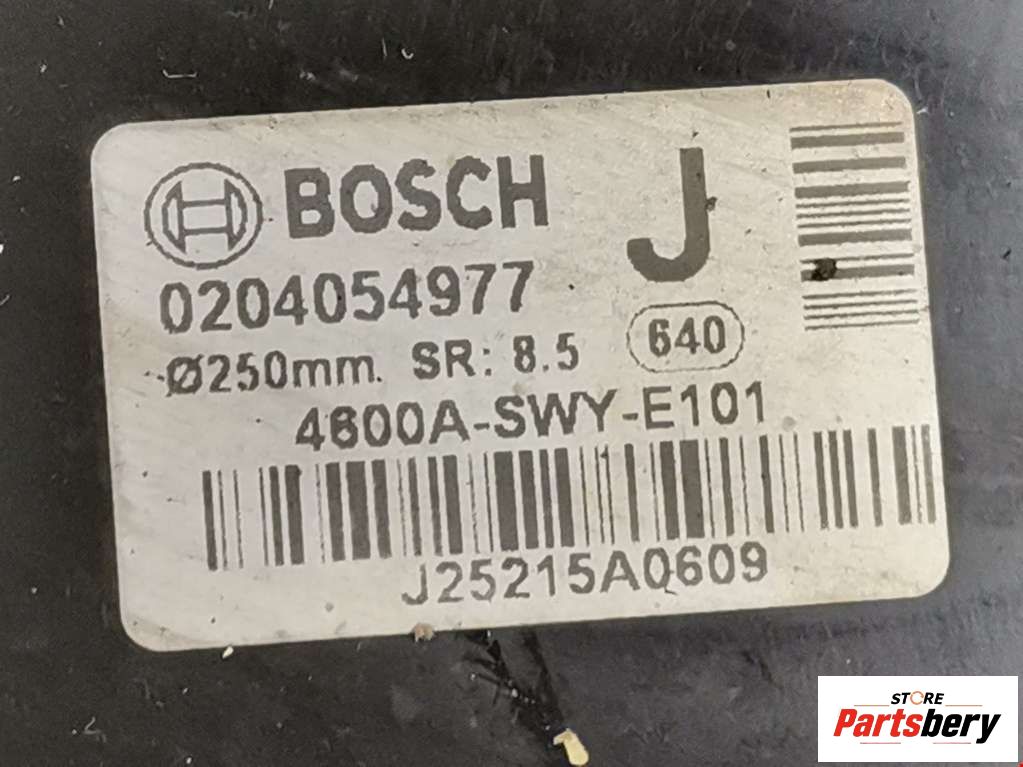 BOSCH
J
0204054977
Ø250mm. SR: 8.5
640
4600A-SWY-E101
J25215A0609
STORE
Partsbery